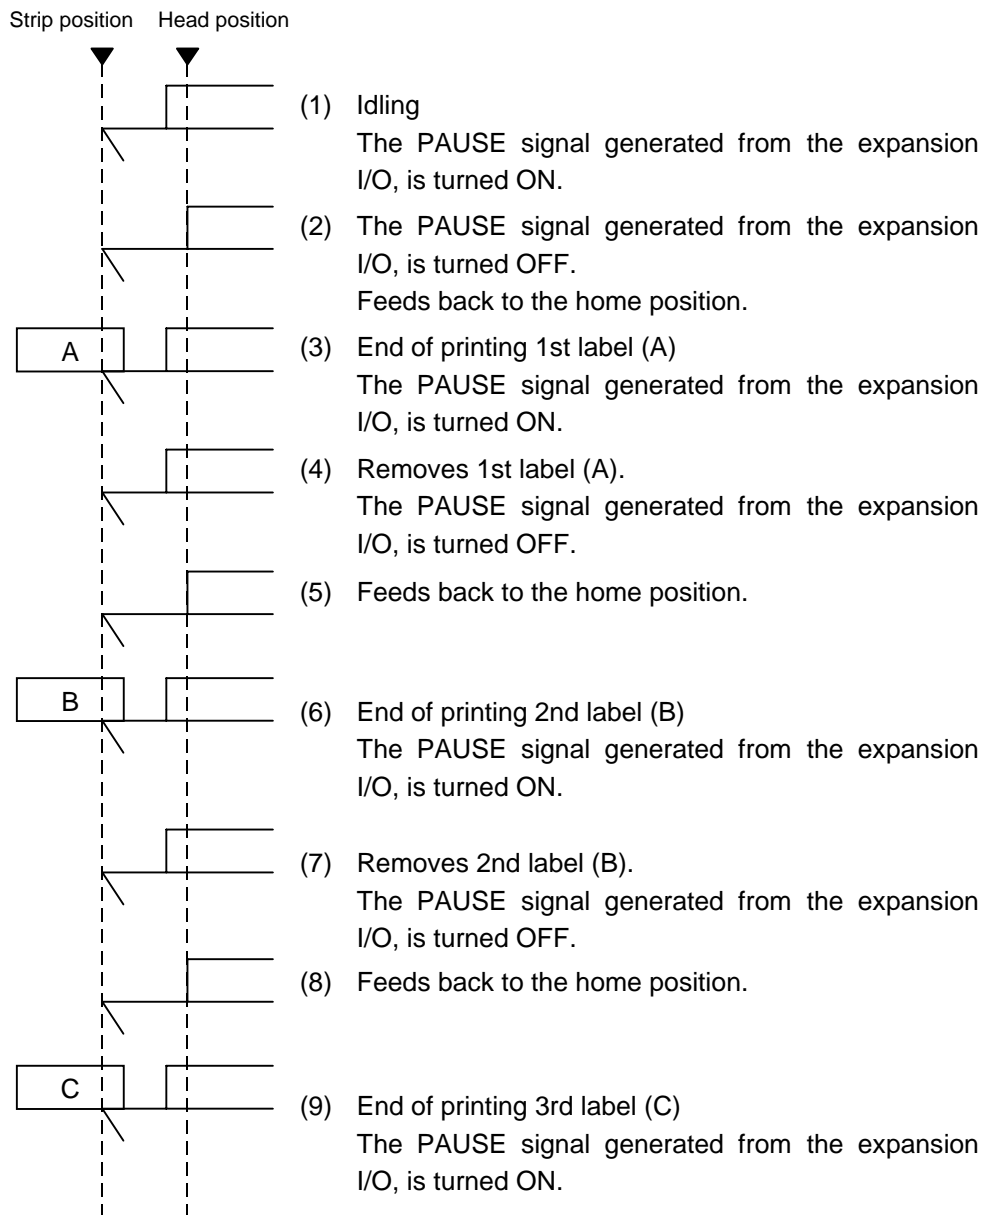 Strip position Head position
(1) Idling
The PAUSE signal generated from the expansion
I/O, is turned ON.
(2) The PAUSE signal generated from the expansion
I/O, is turned OFF.
Feeds back to the home position.
A
(3) End of printing 1st label (A)
The PAUSE signal generated from the expansion
I/O, is turned ON.
(4) Removes 1st label (A).
The PAUSE signal generated from the expansion
I/O, is turned OFF.
(5) Feeds back to the home position.
B
(6) End of printing 2nd label (B)
The PAUSE signal generated from the expansion
I/O, is turned ON.
(7) Removes 2nd label (B).
The PAUSE signal generated from the expansion
I/O, is turned OFF.
(8) Feeds back to the home position.
C
(9) End of printing 3rd label (C)
The PAUSE signal generated from the expansion
I/O, is turned ON.